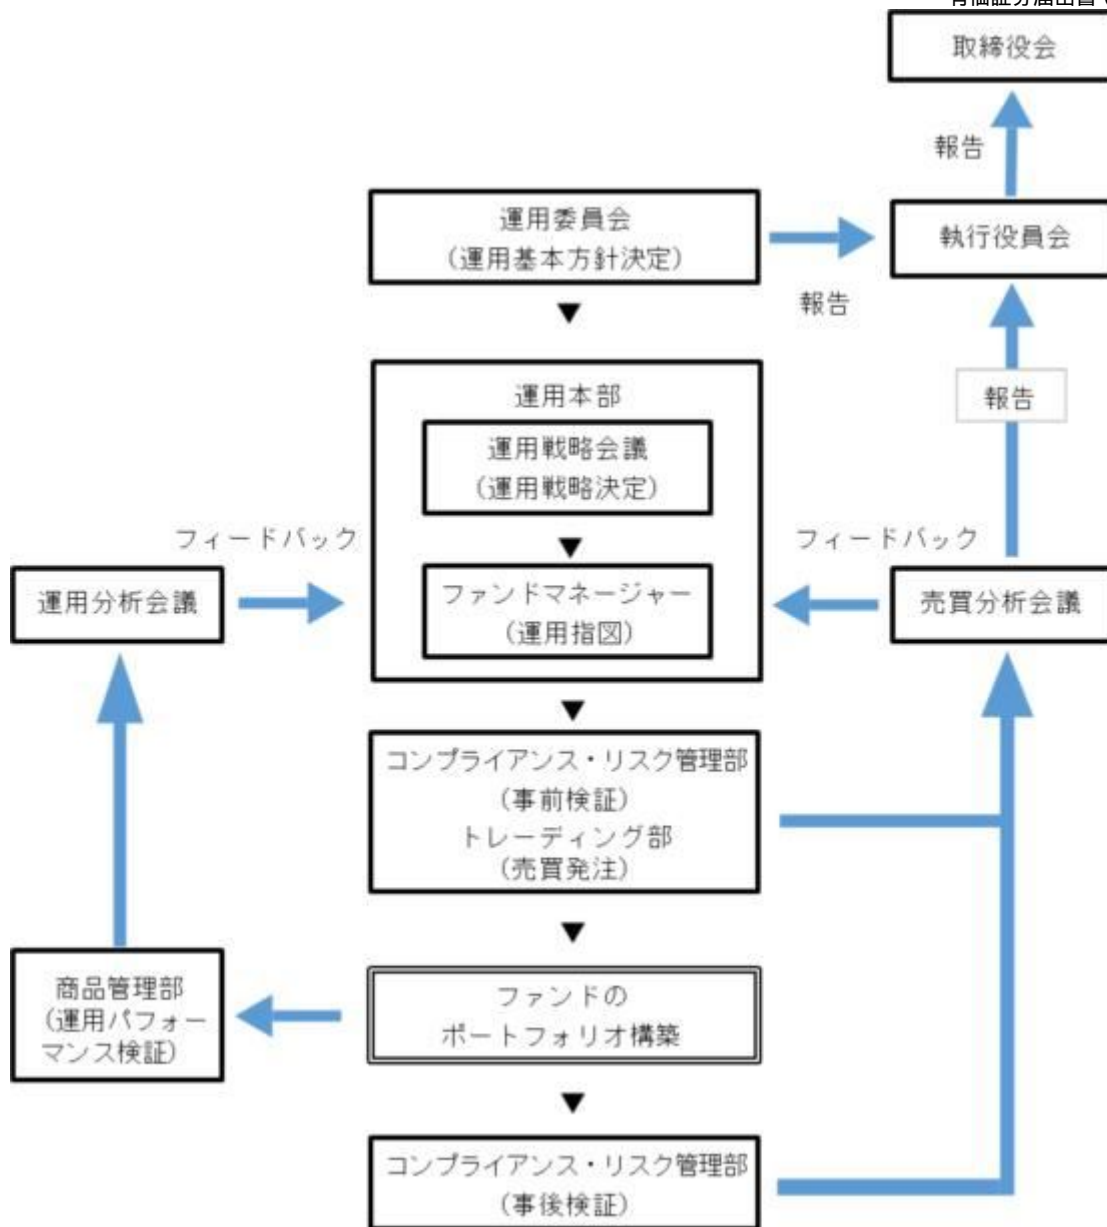 取締役会
報告
運用委員会
(運用基本方針決定)
執行役員会
報告
運用本部
報告
運用戦略会議
(運用戦略決定)
フィードバック
フィードバック
運用分析会議
ファンドマネージャー
(運用指図)
売買分析会議
コンプライアンス・リスク管理部
(事前検証)
トレーディング部
(売買発注)
商品管理部
(運用パフォー
マンス検証)
ファンドの
ポートフォリオ構築
コンプライアンス・リスク管理部
(事後検証)